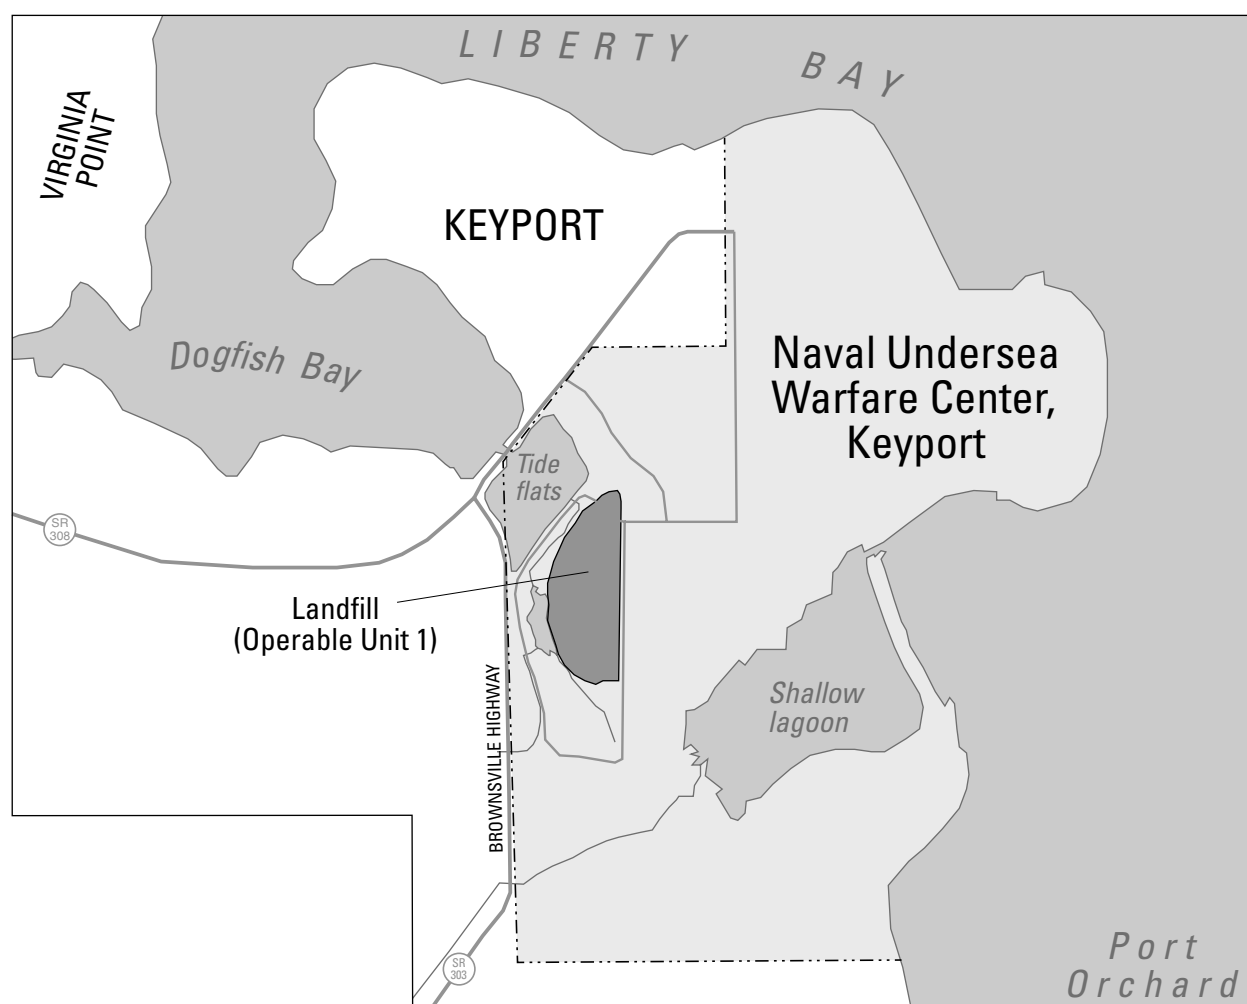 LIBERTY BAY
VIRGINIA
POINT
KEYPORT
Dogfish Bay
Naval Undersea
Warfare Center,
Keyport
Tide
flats
SR
308
Landfill
(Operable Unit 1)
BROWNSVILLE HIGHWAY
Shallow
lagoon
SR
303
Port
Orchard